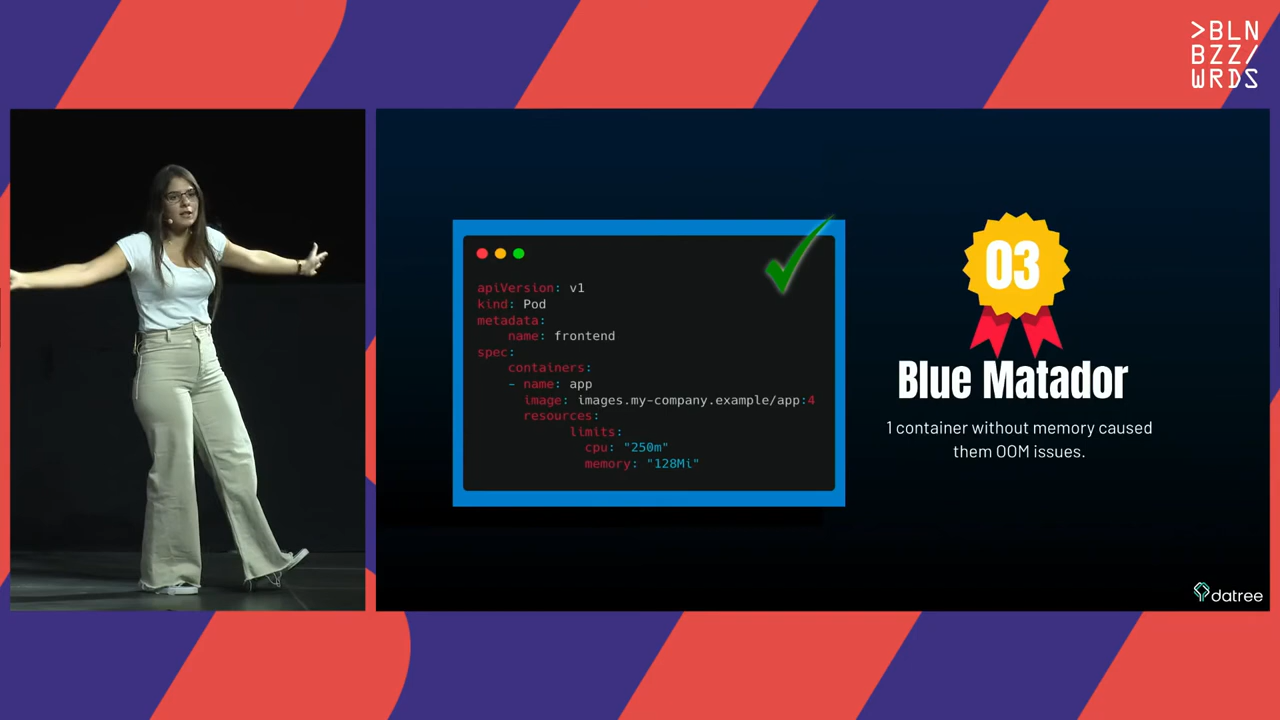 >BLN
BZZ/
WRDS
apiVersion: v1
kind: Pod
metadata:
name: frontend
spec:
containers:
- name: app
image: images.my-company.example/app:4
resources:
limits:
cpu: "250m"
memory: "128Mi"
03
Blue Matador
1 container without memory caused
them OOM issues.
datree